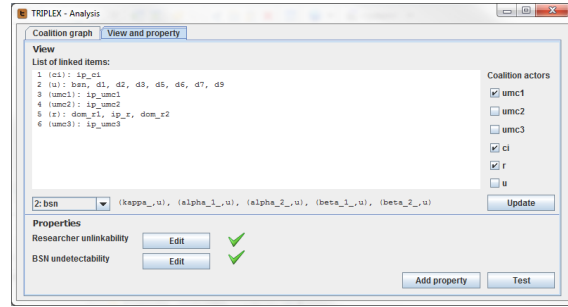 TRIPLEX - Analysis
Coalition graph View and property
View
List of linked items:
1 (ci): ip_ci
2 (u): bsn, d1, d2, d3, d5, d6, d7, d9
3 (umc1): ip_umc1
4 (umc2): ip_umc2
5 (r): dom_r1, ip_r, dom_r2
6 (umc3): ip_umc3
Coalition actors
umc1
umc2
umc3
ci
r
u
2: bsn (kappa_,u), (alpha_1_,u), (alpha_2_,u), (beta_1_,u), (beta_2_,u) Update
Properties
Researcher unlinkability Edit
BSN undetectability Edit
Add property Test